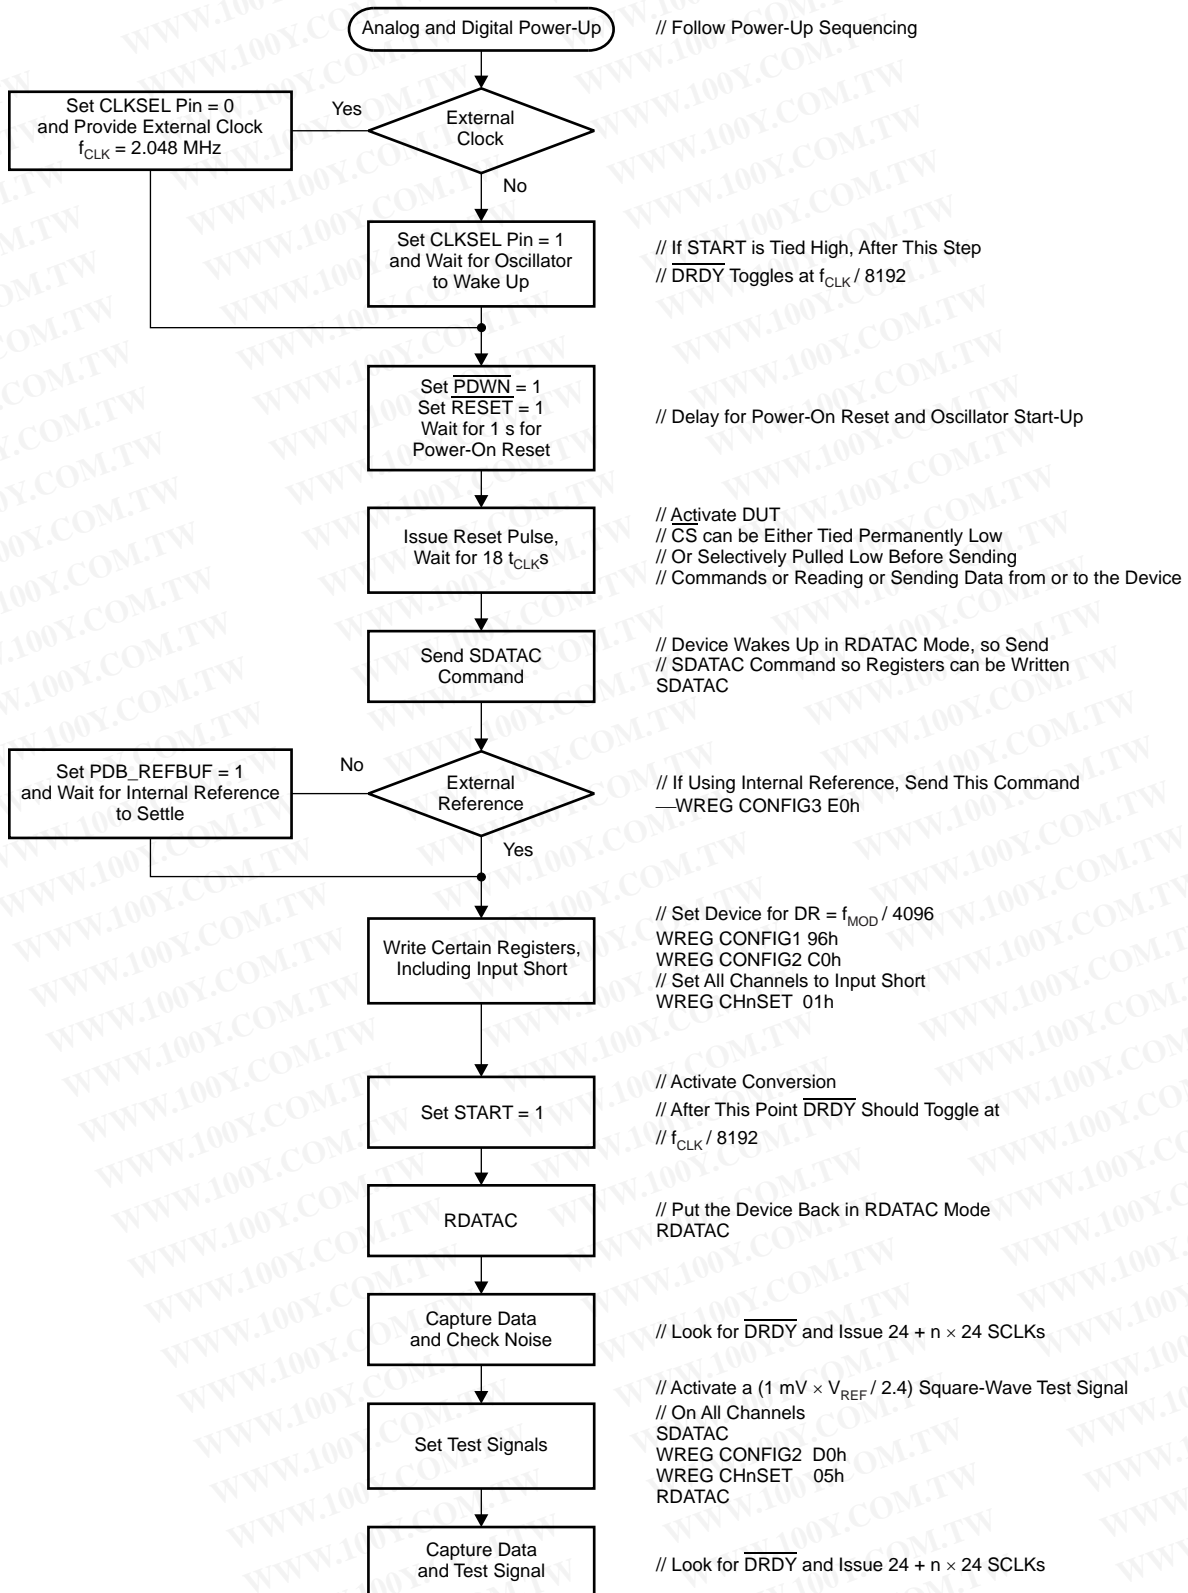 Analog and Digital Power-Up
// Follow Power-Up Sequencing
Set CLKSEL Pin = 0
and Provide External Clock
fCLK = 2.048 MHz
Yes
External
Clock
No
Set CLKSEL Pin = 1
and Wait for Oscillator
to Wake Up
// If START is Tied High, After This Step
// DRDY Toggles at fCLK / 8192
Set PDWN = 1
Set RESET = 1
Wait for 1 s for
Power-On Reset
// Delay for Power-On Reset and Oscillator Start-Up
Issue Reset Pulse,
Wait for 18 tCLKs
// Activate DUT
// CS can be Either Tied Permanently Low
// Or Selectively Pulled Low Before Sending
// Commands or Reading or Sending Data from or to the Device
Send SDATAC
Command
// Device Wakes Up in RDATAC Mode, so Send
// SDATAC Command so Registers can be Written
SDATAC
Set PDB_REFBUF = 1
and Wait for Internal Reference
to Settle
No
External
Reference
Yes
// If Using Internal Reference, Send This Command
—WREG CONFIG3 E0h
Write Certain Registers,
Including Input Short
// Set Device for DR = fMOD / 4096
WREG CONFIG1 96h
WREG CONFIG2 C0h
// Set All Channels to Input Short
WREG CHnSET 01h
Set START = 1
// Activate Conversion
// After This Point DRDY Should Toggle at
// fCLK / 8192
RDATAC
// Put the Device Back in RDATAC Mode
RDATAC
Capture Data
and Check Noise
// Look for DRDY and Issue 24 + n × 24 SCLKs
Set Test Signals
// Activate a (1 mV × VREF / 2.4) Square-Wave Test Signal
// On All Channels
SDATAC
WREG CONFIG2 D0h
WREG CHnSET 05h
RDATAC
Capture Data
and Test Signal
// Look for DRDY and Issue 24 + n × 24 SCLKs
WWW.100Y.COM.TW